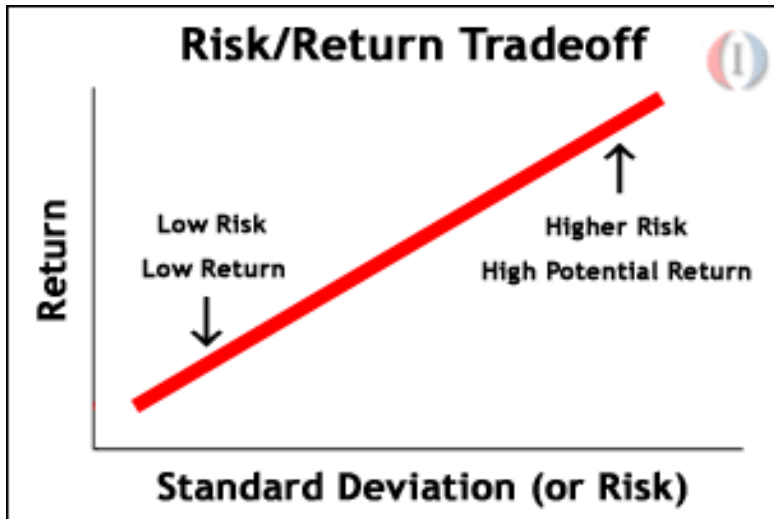 Risk/Return Tradeoff
I
Return
Low Risk
Low Return
Higher Risk
High Potential Return
Standard Deviation (or Risk)